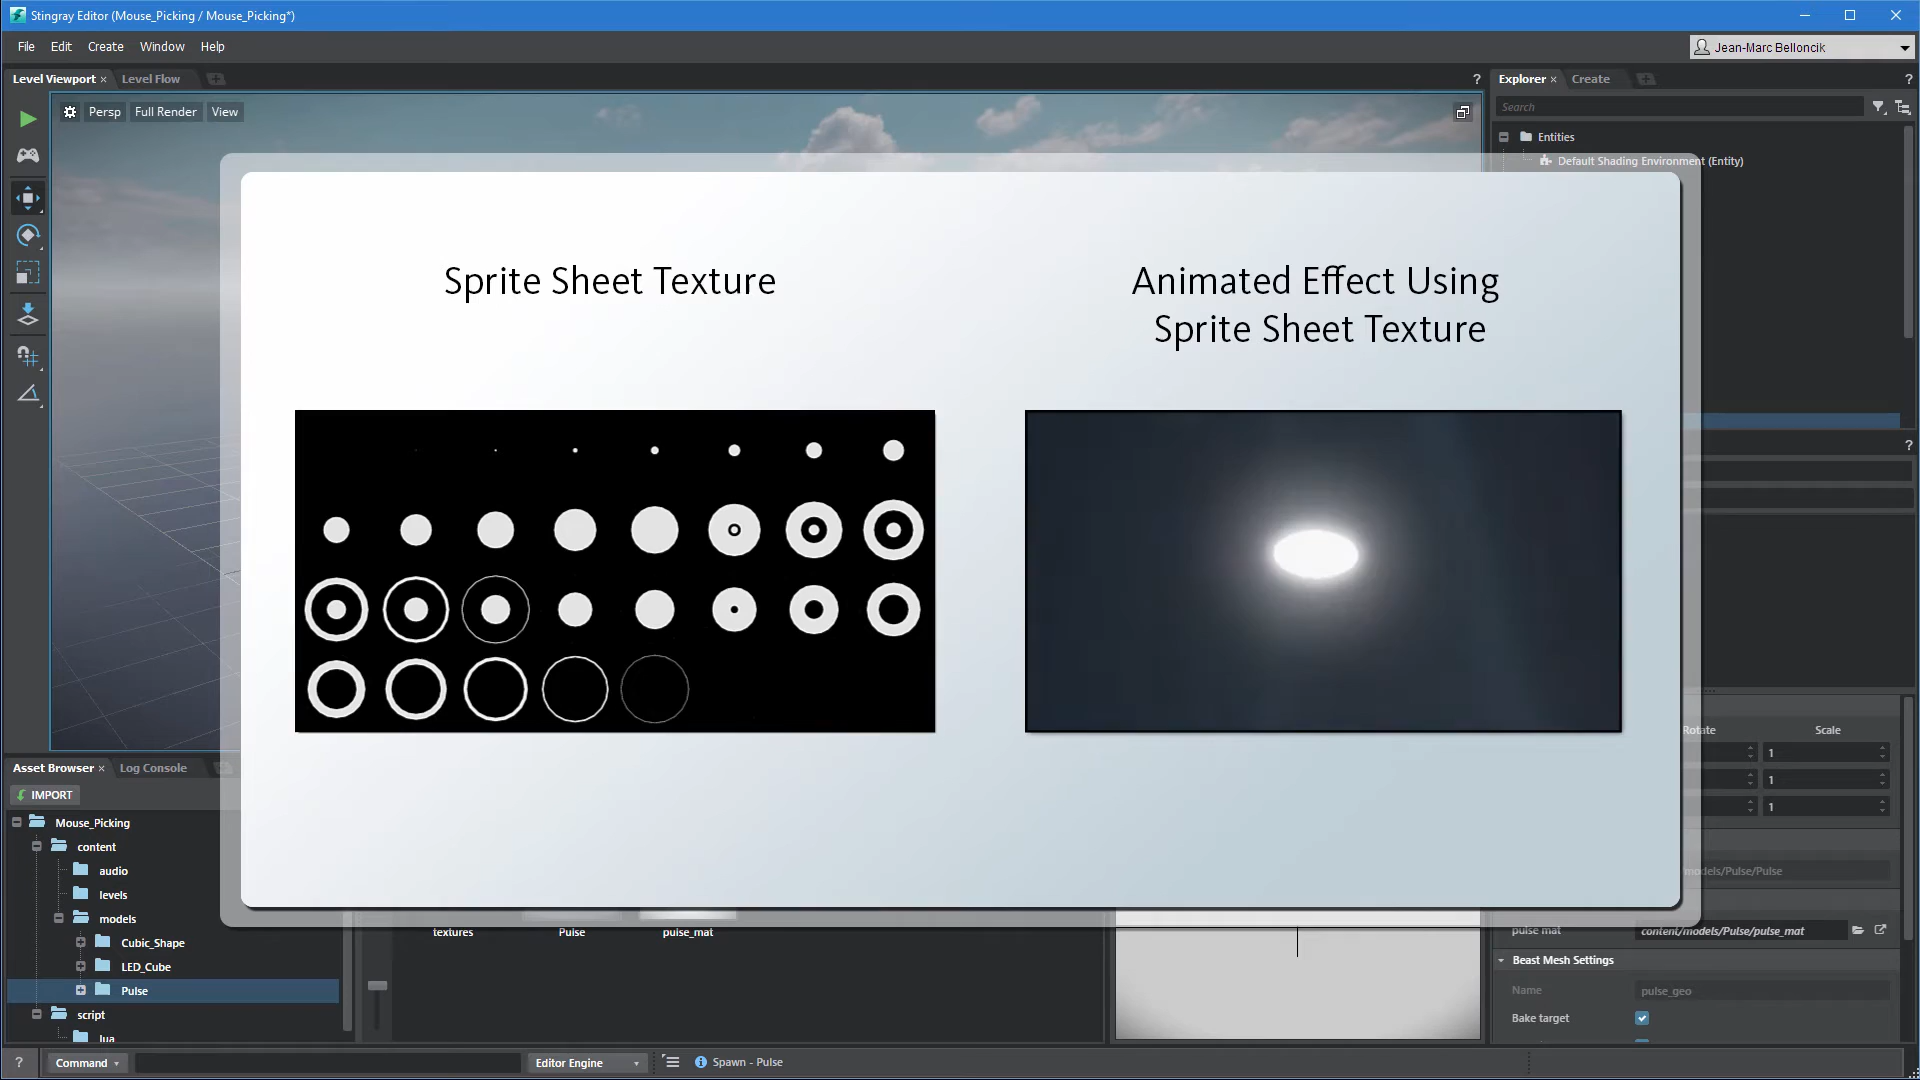 Stingray Editor (Mouse_Picking / Mouse_Picking*)
File Edit Create Window Help
Jean-Marc Belloncik
Level Viewport × Level Flow ?
Explorer × Create ?
Persp Full Render View
Search
Entities
Default Shading Environment (Entity)
Sprite Sheet Texture
Animated Effect Using
Sprite Sheet Texture
?
Rotate Scale
1
1
1
Asset Browser × Log Console
IMPORT
Mouse_Picking
content
audio
levels
models
Cubic_Shape
LED_Cube
Pulse
script
lua
textures Pulse pulse_mat
models/Pulse/Pulse
pulse mat content/models/Pulse/pulse_mat
Beast Mesh Settings
Name pulse_geo
Bake target
? Command Editor Engine Spawn - Pulse